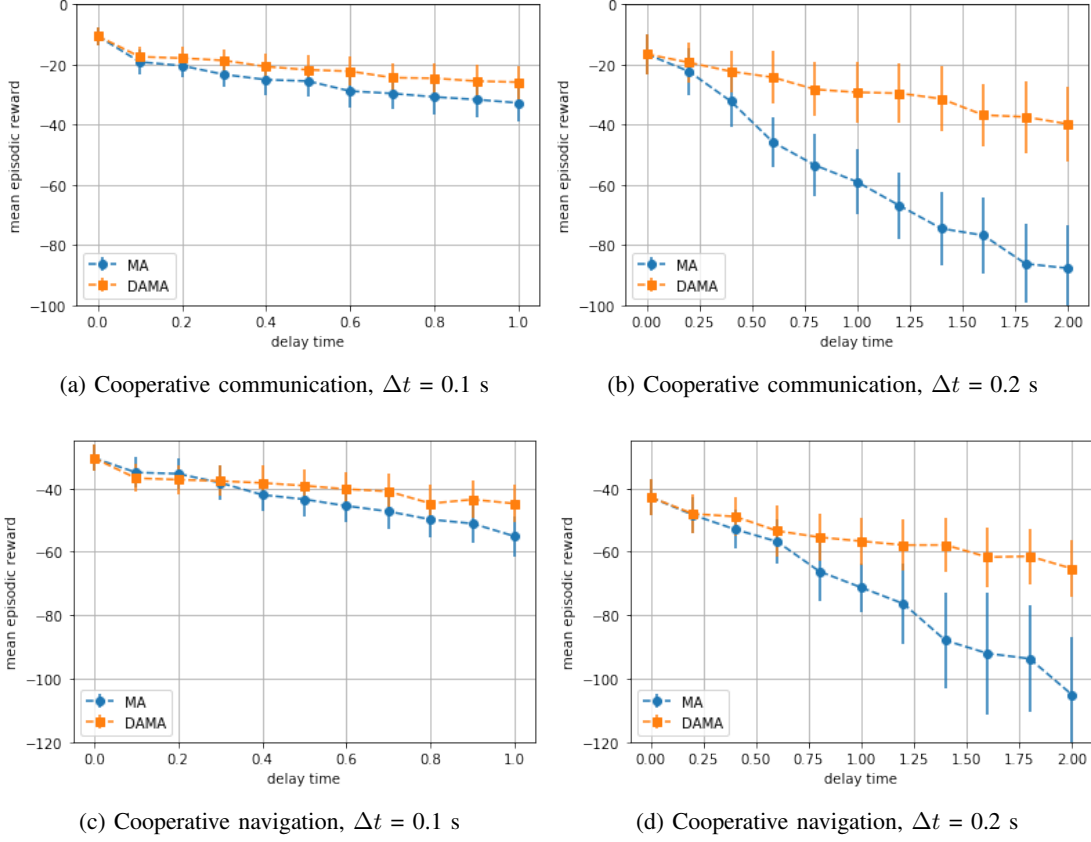 0
−20
−40
−60
−80
−100
mean episodic reward
MA
DAMA
0.0 0.2 0.4 0.6 0.8 1.0
delay time
(a) Cooperative communication, Δt = 0.1 s
0
−20
−40
−60
−80
−100
mean episodic reward
MA
DAMA
0.00 0.25 0.50 0.75 1.00 1.25 1.50 1.75 2.00
delay time
(b) Cooperative communication, Δt = 0.2 s
−40
−60
−80
−100
−120
mean episodic reward
MA
DAMA
0.0 0.2 0.4 0.6 0.8 1.0
delay time
(c) Cooperative navigation, Δt = 0.1 s
−40
−60
−80
−100
−120
mean episodic reward
MA
DAMA
0.00 0.25 0.50 0.75 1.00 1.25 1.50 1.75 2.00
delay time
(d) Cooperative navigation, Δt = 0.2 s